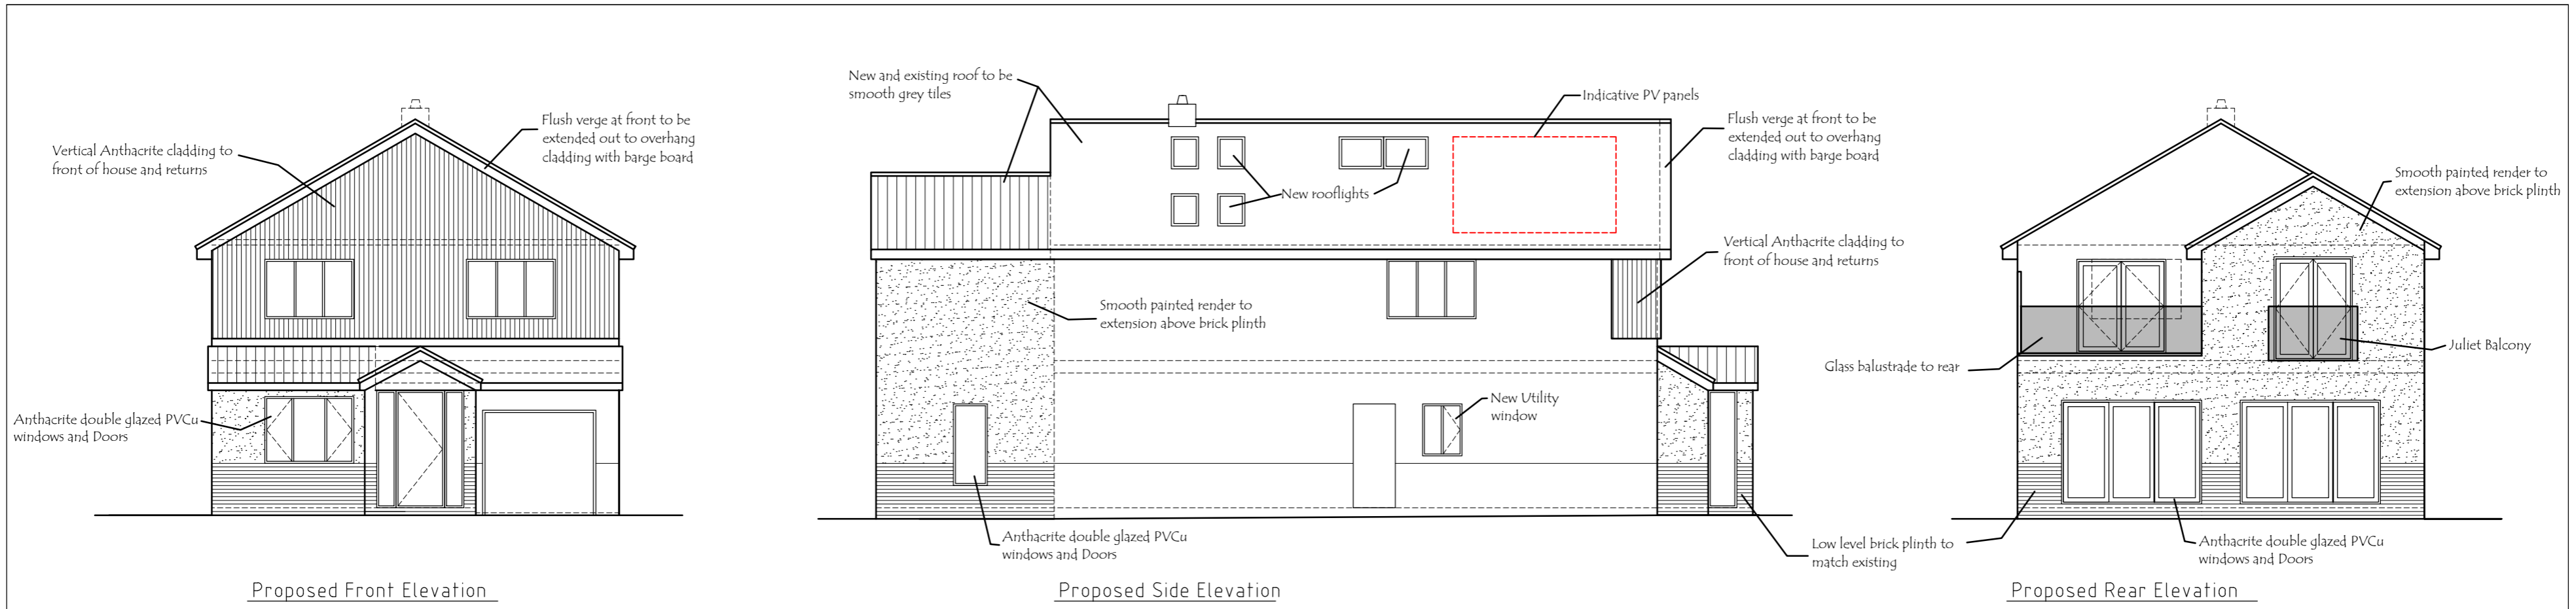 Vertical Anthacrite cladding to
front of house and returns
Flush verge at front to be
extended out to overhang
cladding with barge board
Anthacrite double glazed PVCu
windows and Doors
Proposed Front Elevation
New and existing roof to be
smooth grey tiles
Indicative PV panels
Flush verge at front to be
extended out to overhang
cladding with barge board
New rooflights
Vertical Anthacrite cladding to
front of house and returns
Smooth painted render to
extension above brick plinth
New Utility
window
Anthacrite double glazed PVCu
windows and Doors
Low level brick plinth to
match existing
Proposed Side Elevation
Smooth painted render to
extension above brick plinth
Glass balustrade to rear
Juliet Balcony
Anthacrite double glazed PVCu
windows and Doors
Proposed Rear Elevation